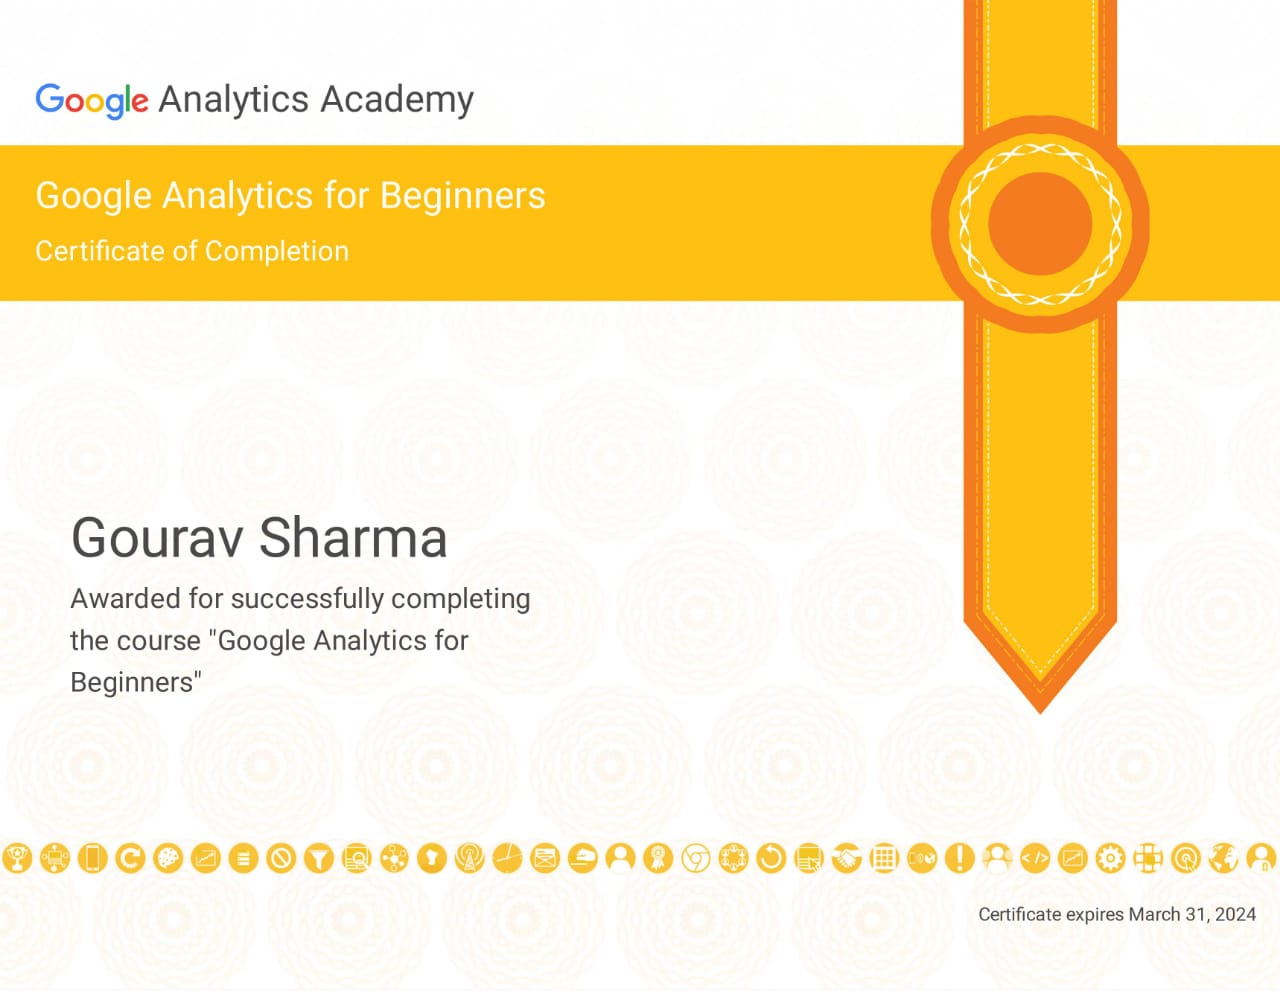 Google Analytics Academy
Google Analytics for Beginners
Certificate of Completion
Gourav Sharma
Awarded for successfully completing
the course "Google Analytics for
Beginners"
Certificate expires March 31, 2024